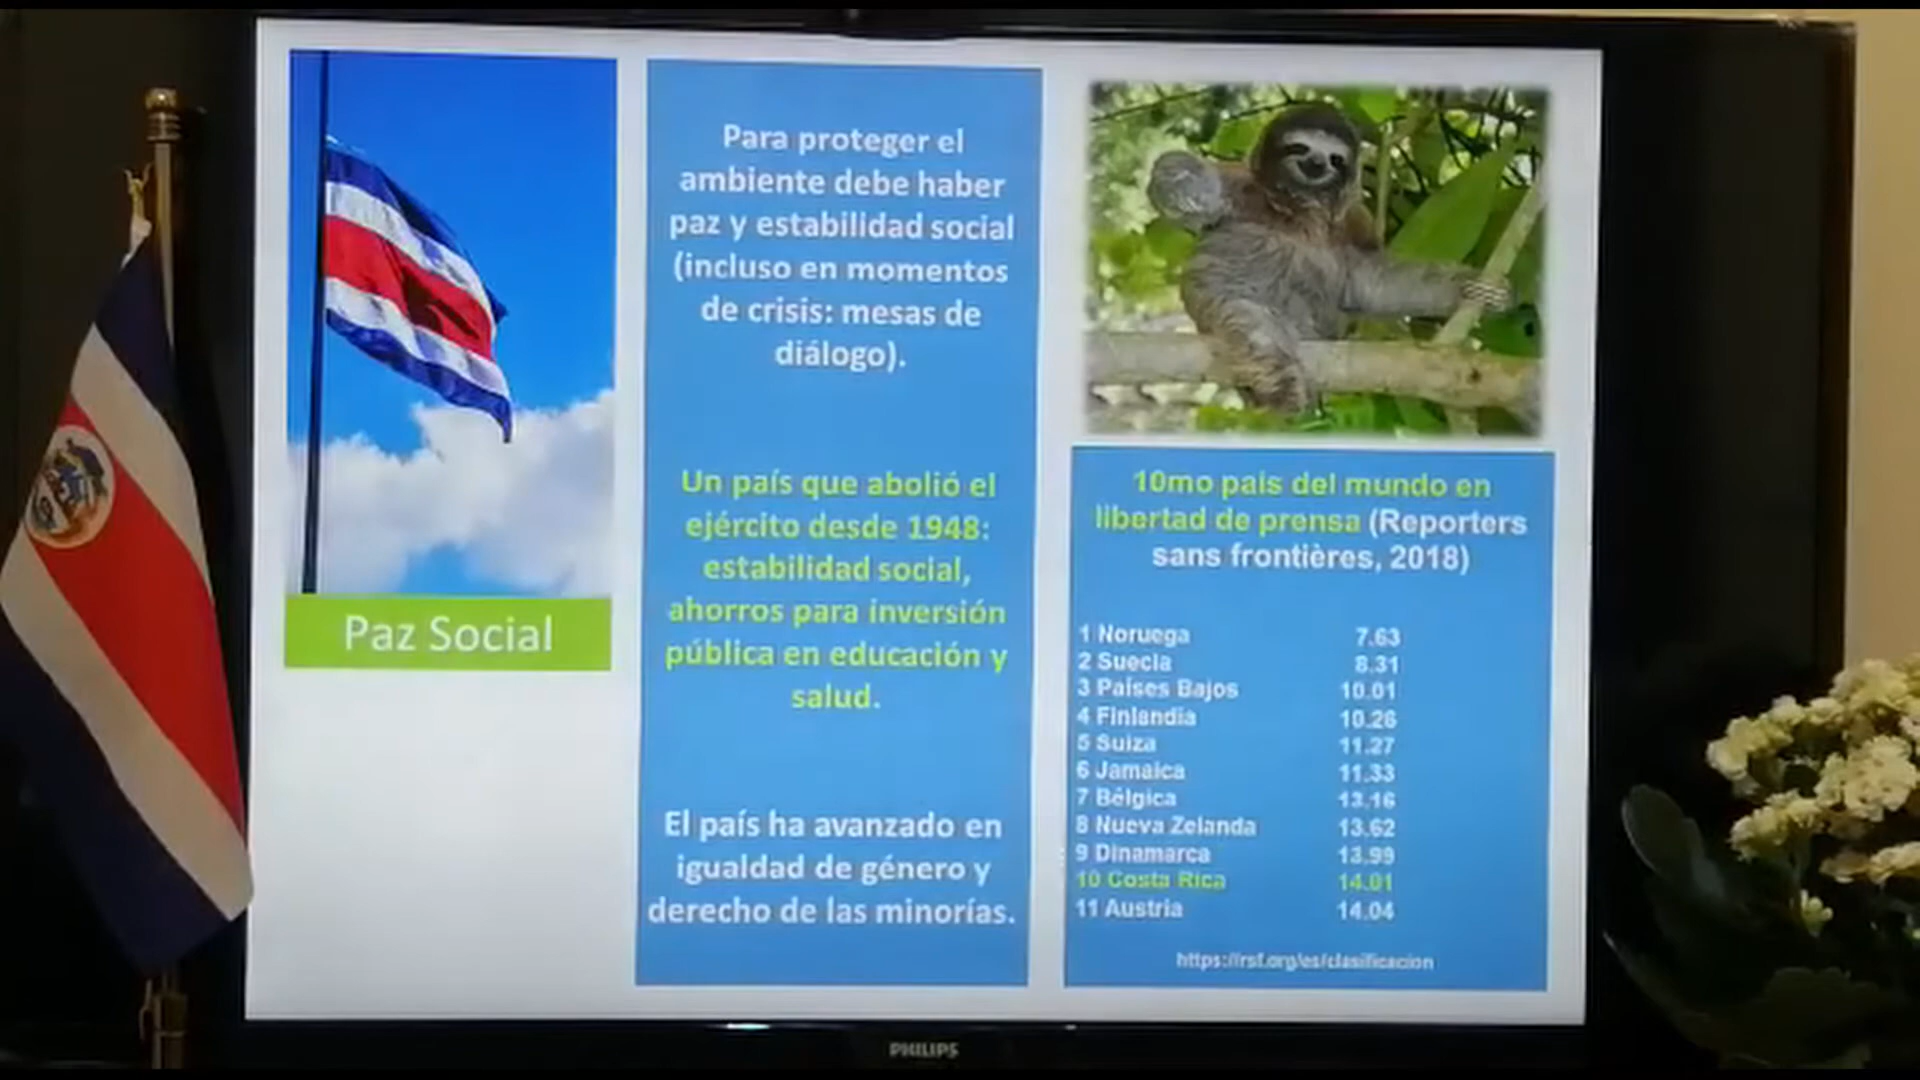 Paz Social
Para proteger el
ambiente debe haber
paz y estabilidad social
(incluso en momentos
de crisis: mesas de
diálogo).
Un país que abolió el
ejército desde 1948:
estabilidad social,
ahorros para inversión
pública en educación y
salud.
El país ha avanzado en
igualdad de género y
derecho de las minorías.
10mo país del mundo en
libertad de prensa (Reporters
sans frontières, 2018)
1 Noruega 7.63
2 Suecia 8.31
3 Países Bajos 10.01
4 Finlandia 10.26
5 Suiza 11.27
6 Jamaica 11.33
7 Bélgica 13.16
8 Nueva Zelanda 13.62
9 Dinamarca 13.99
10 Costa Rica 14.01
11 Austria 14.04
https://rsf.org/es/clasificacion
PHILIPS